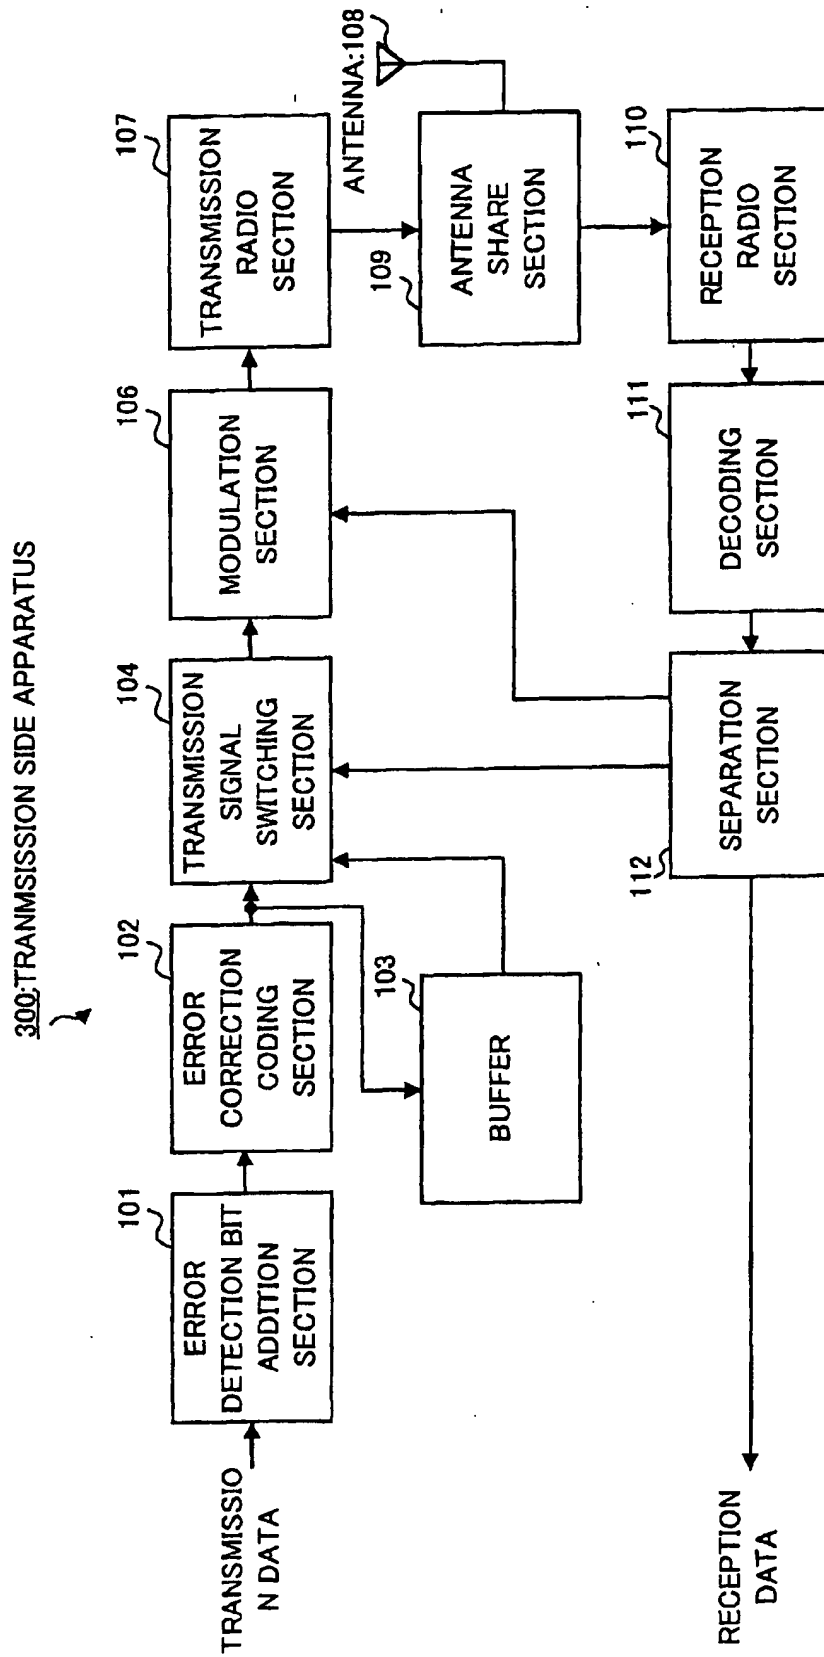 300:TRANMSISSION SIDE APPARATUS
TRANSMISSIO
N DATA
101
ERROR
DETECTION BIT
ADDITION
SECTION
102
ERROR
CORRECTION
CODING
SECTION
104
TRANSMISSION
SIGNAL
SWITCHING
SECTION
106
MODULATION
SECTION
107
TRANSMISSION
RADIO
SECTION
103
BUFFER
ANTENNA:108
109
ANTENNA
SHARE
SECTION
RECEPTION
DATA
112
SEPARATION
SECTION
111
DECODING
SECTION
110
RECEPTION
RADIO
SECTION